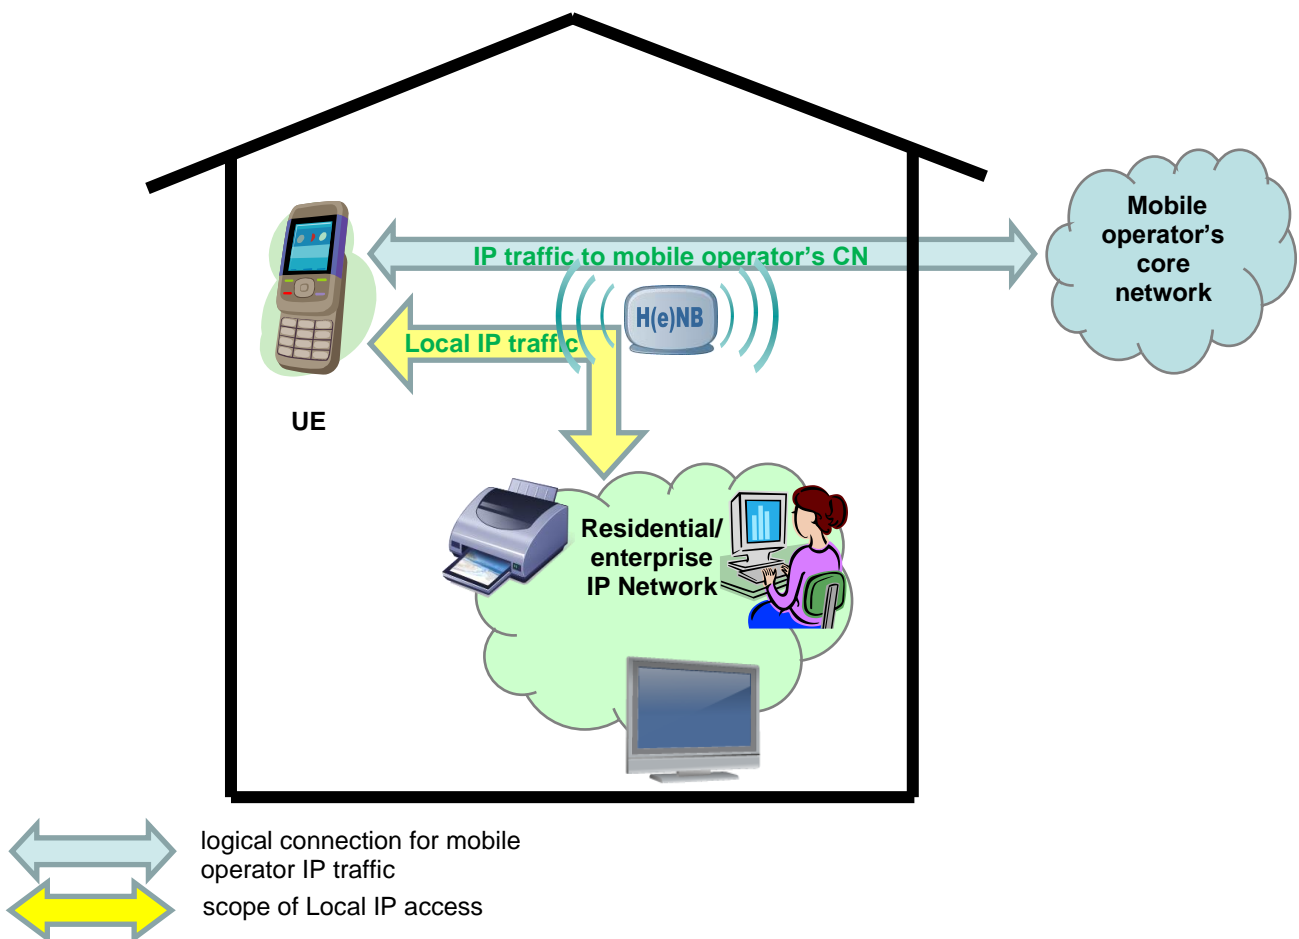 Mobile
operator’s
core
network
IP traffic to mobile operator’s CN
H(e)NB
Local IP traffic
UE
Residential/
enterprise
IP Network
logical connection for mobile
operator IP traffic
scope of Local IP access